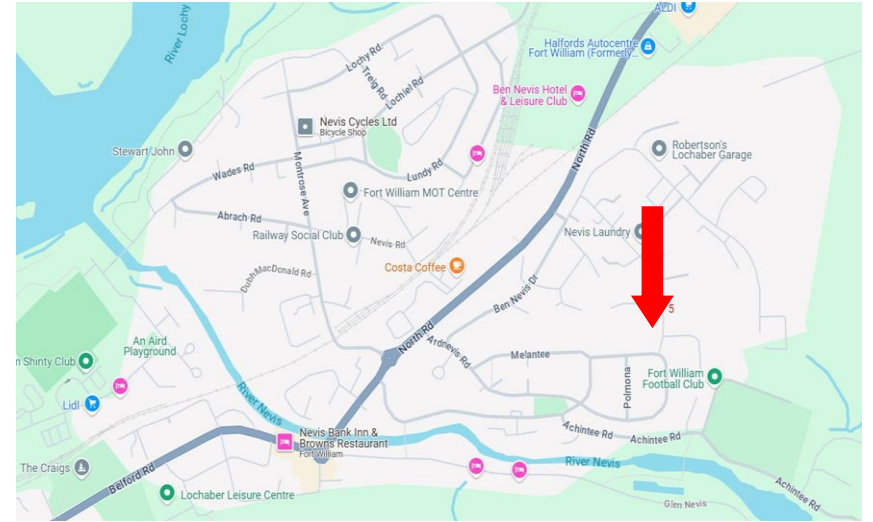 ALDI
River Lochy
Halfords Autocentre
Fort William (Formerly...
Lochy Rd
Treig Rd
Lochiel Rd
Ben Nevis Hotel
& Leisure Club
Nevis Cycles Ltd
Bicycle Shop
North Rd
Stewart John
Robertson's
Lochaber Garage
Wades Rd
Lundy Rd
Montrose Ave
Fort William MOT Centre
Abrach Rd
Railway Social Club
Nevis Rd
Nevis Laundry
Costa Coffee
Dubh MacDonald Rd
Ben Nevis Dr
5
North Rd
An Aird
Playground
Ardnevis Rd
Melantee
n Shinty Club
Polmona
Fort William
Football Club
Lidl
River Nevis
Nevis Bank Inn &
Browns Restaurant
Fort William
Achintee Rd
Achintee Rd
River Nevis
The Craigs
Belford Rd
Lochaber Leisure Centre
Achintee Rd
Glen Nevis